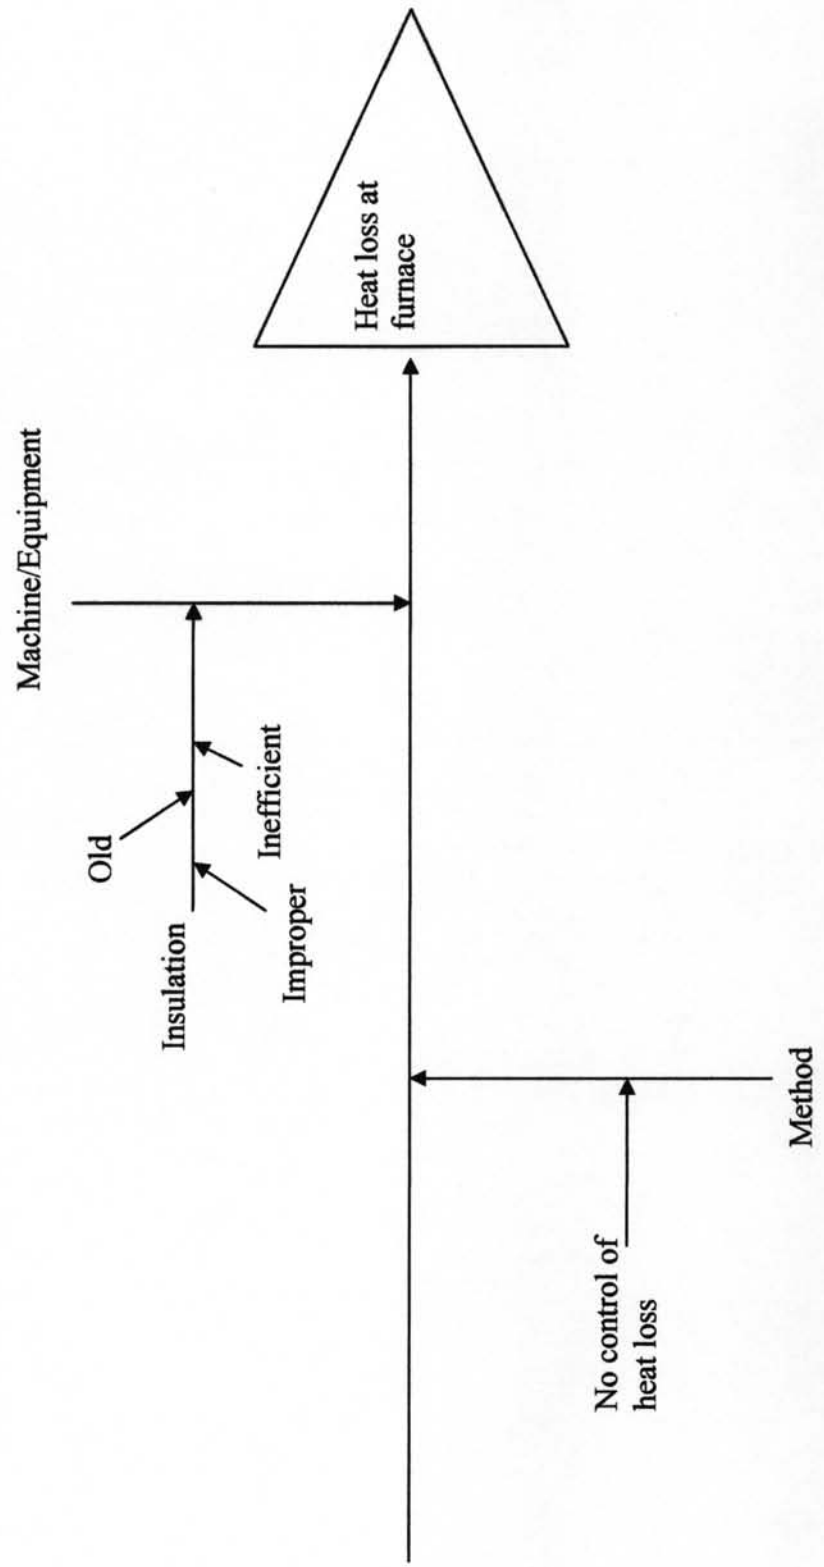 Machine/Equipment
Old
Insulation
Inefficient
Improper
Heat loss at
furnace
No control of
heat loss
Method